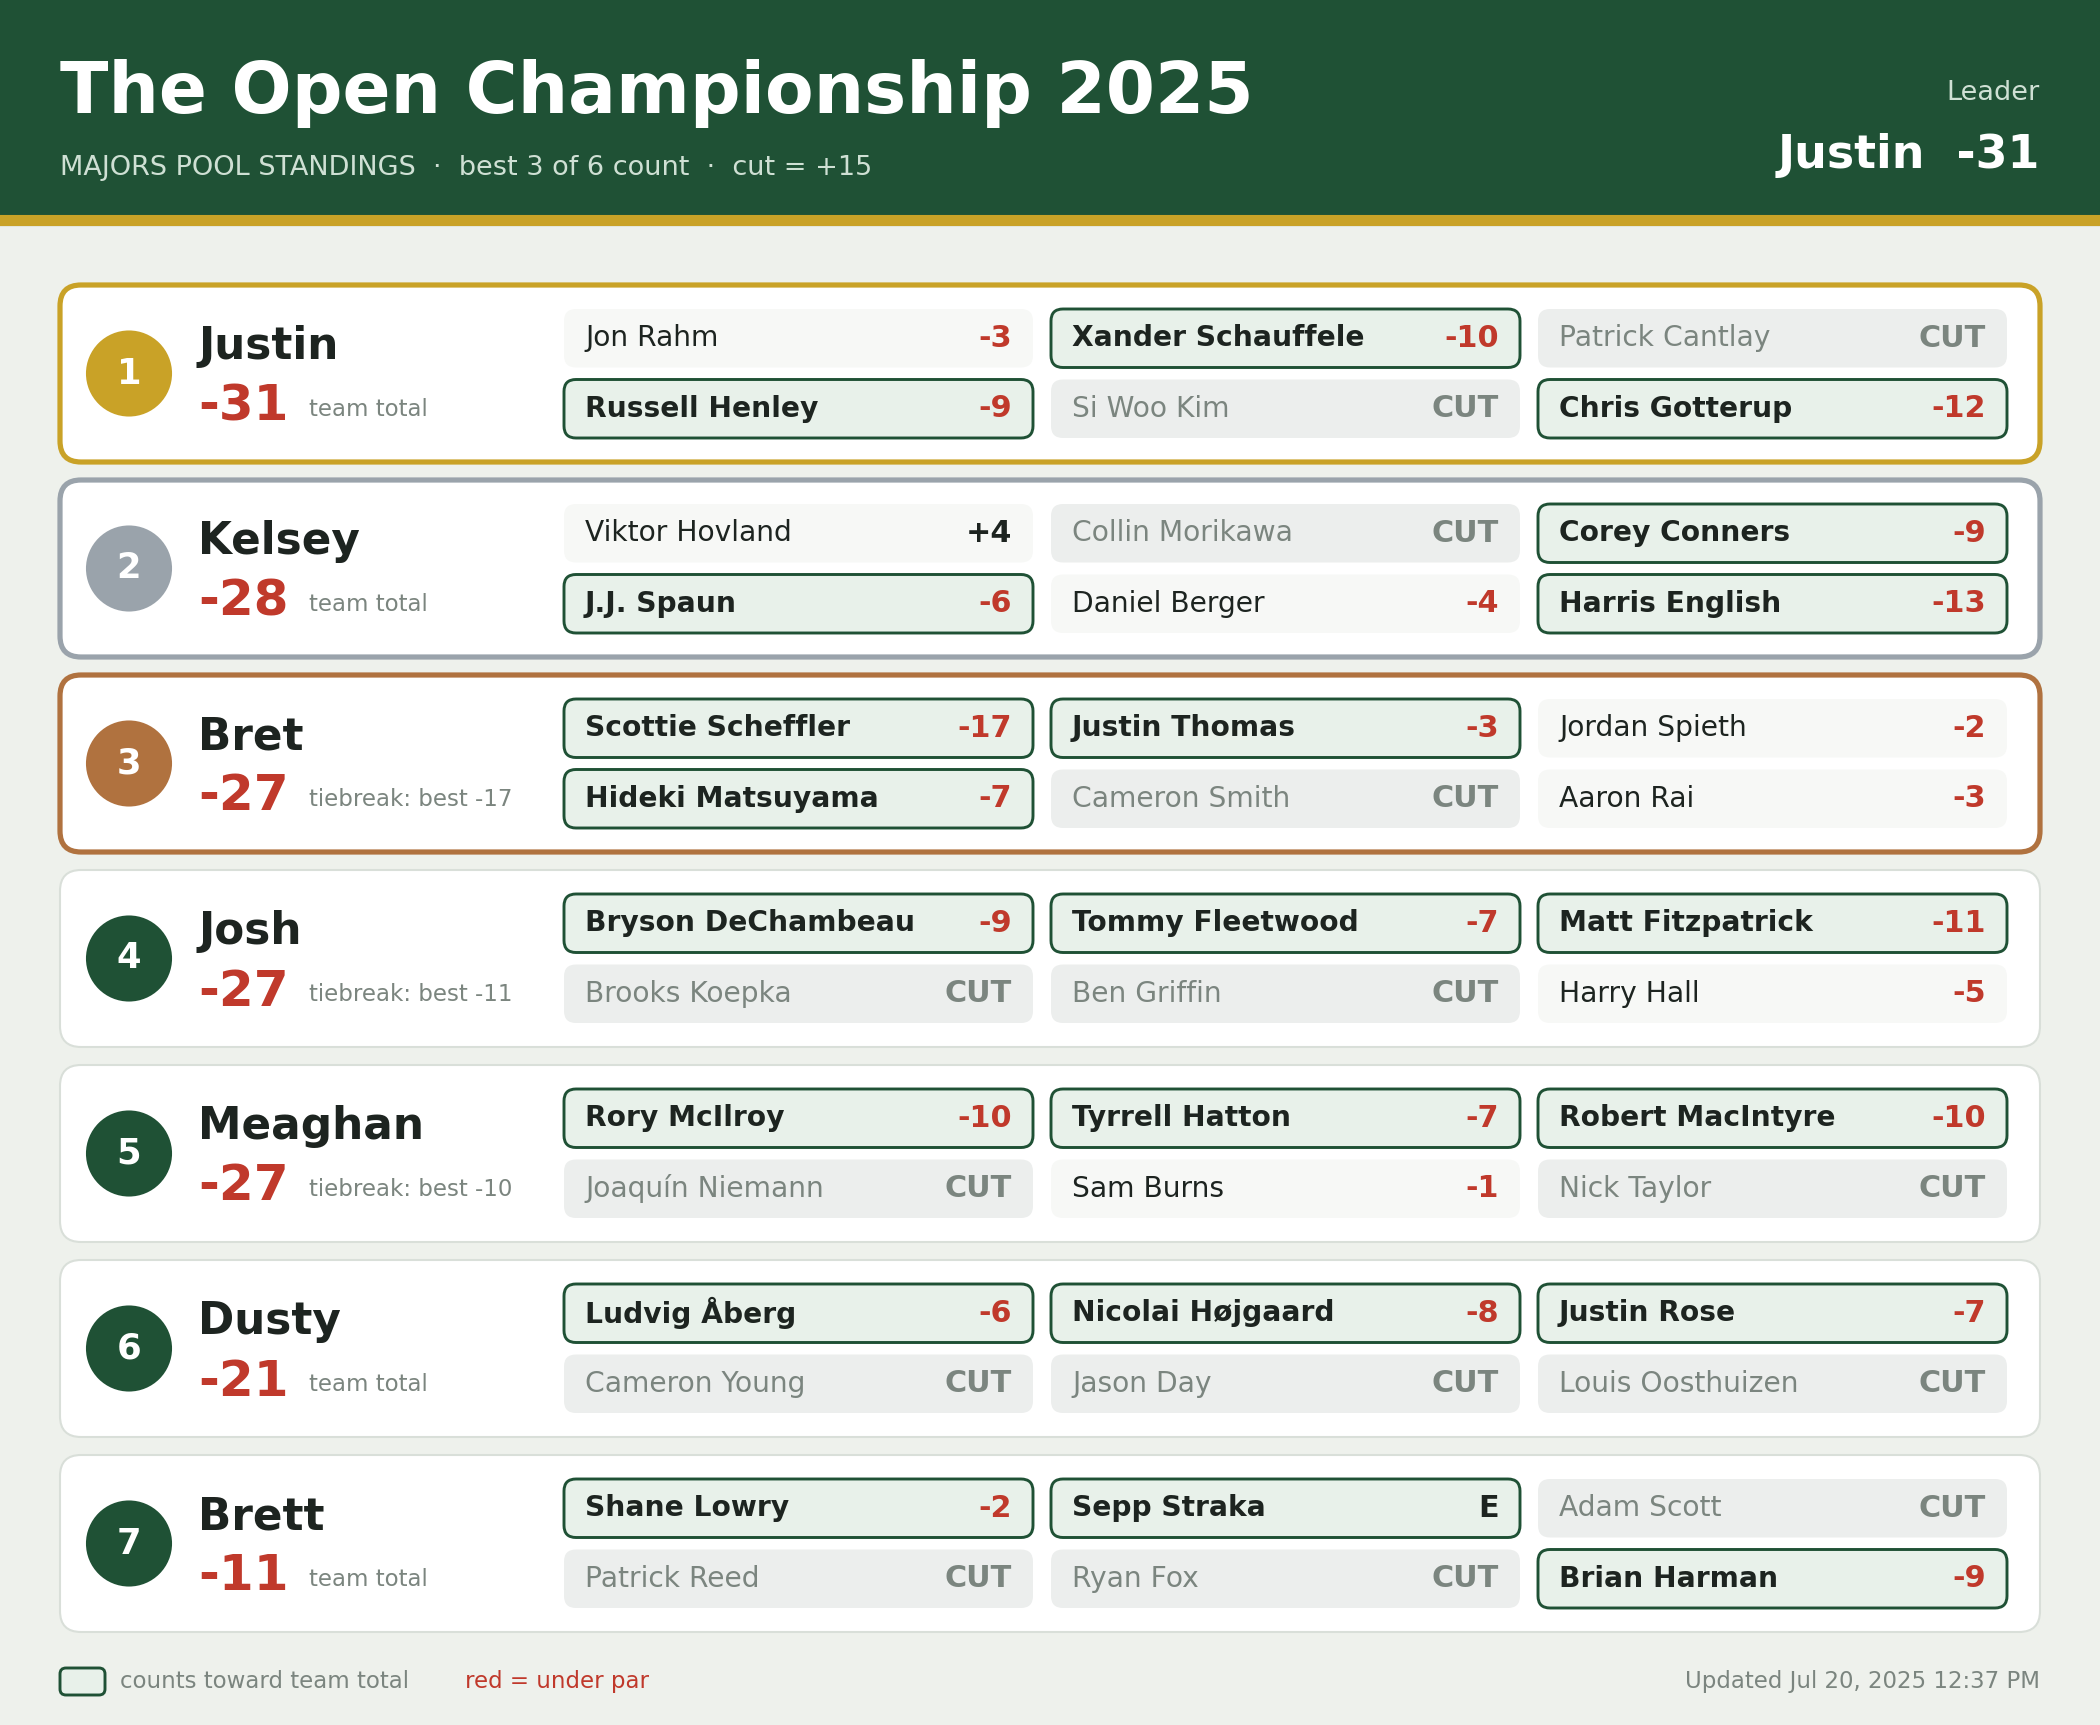 The Open Championship 2025
MAJORS POOL STANDINGS · best 3 of 6 count · cut = +15
Leader
Justin -31
1
Justin
-31 team total
Jon Rahm -3
Xander Schauffele -10
Patrick Cantlay CUT
Russell Henley -9
Si Woo Kim CUT
Chris Gotterup -12
2
Kelsey
-28 team total
Viktor Hovland +4
Collin Morikawa CUT
Corey Conners -9
J.J. Spaun -6
Daniel Berger -4
Harris English -13
3
Bret
-27 tiebreak: best -17
Scottie Scheffler -17
Justin Thomas -3
Jordan Spieth -2
Hideki Matsuyama -7
Cameron Smith CUT
Aaron Rai -3
4
Josh
-27 tiebreak: best -11
Bryson DeChambeau -9
Tommy Fleetwood -7
Matt Fitzpatrick -11
Brooks Koepka CUT
Ben Griffin CUT
Harry Hall -5
5
Meaghan
-27 tiebreak: best -10
Rory McIlroy -10
Tyrrell Hatton -7
Robert MacIntyre -10
Joaquín Niemann CUT
Sam Burns -1
Nick Taylor CUT
6
Dusty
-21 team total
Ludvig Åberg -6
Nicolai Højgaard -8
Justin Rose -7
Cameron Young CUT
Jason Day CUT
Louis Oosthuizen CUT
7
Brett
-11 team total
Shane Lowry -2
Sepp Straka E
Adam Scott CUT
Patrick Reed CUT
Ryan Fox CUT
Brian Harman -9
counts toward team total
red = under par
Updated Jul 20, 2025 12:37 PM